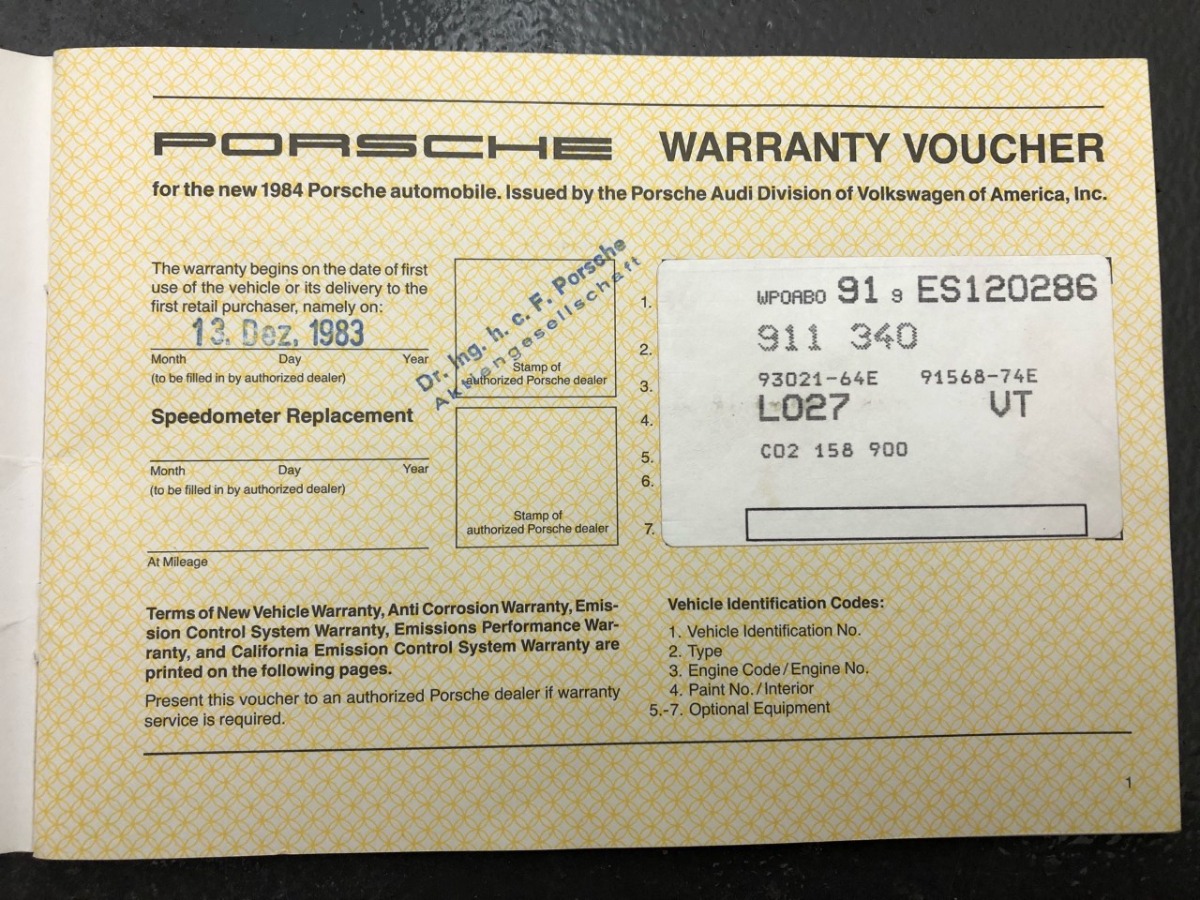 PORSCHE WARRANTY VOUCHER
for the new 1984 Porsche automobile. Issued by the Porsche Audi Division of Volkswagen of America, Inc.
The warranty begins on the date of first
use of the vehicle or its delivery to the
first retail purchaser, namely on:
13. Dez, 1983
Month Day Year
(to be filled in by authorized dealer)
Speedometer Replacement
Month Day Year
(to be filled in by authorized dealer)
At Mileage
Dr. Ing. h. c. F. Porsche
Aktiengesellschaft
Stamp of
authorized Porsche dealer
Stamp of
authorized Porsche dealer
1. WPOABO 91 9 ES120286
2. 911 340
3. 93021-64E 91568-74E
4. L027 VT
5. C02 158 900
6.
7.
Terms of New Vehicle Warranty, Anti Corrosion Warranty, Emis-
sion Control System Warranty, Emissions Performance War-
ranty, and California Emission Control System Warranty are
printed on the following pages.
Present this voucher to an authorized Porsche dealer if warranty
service is required.
Vehicle Identification Codes:
1. Vehicle Identification No.
2. Type
3. Engine Code/Engine No.
4. Paint No./Interior
5.-7. Optional Equipment
1